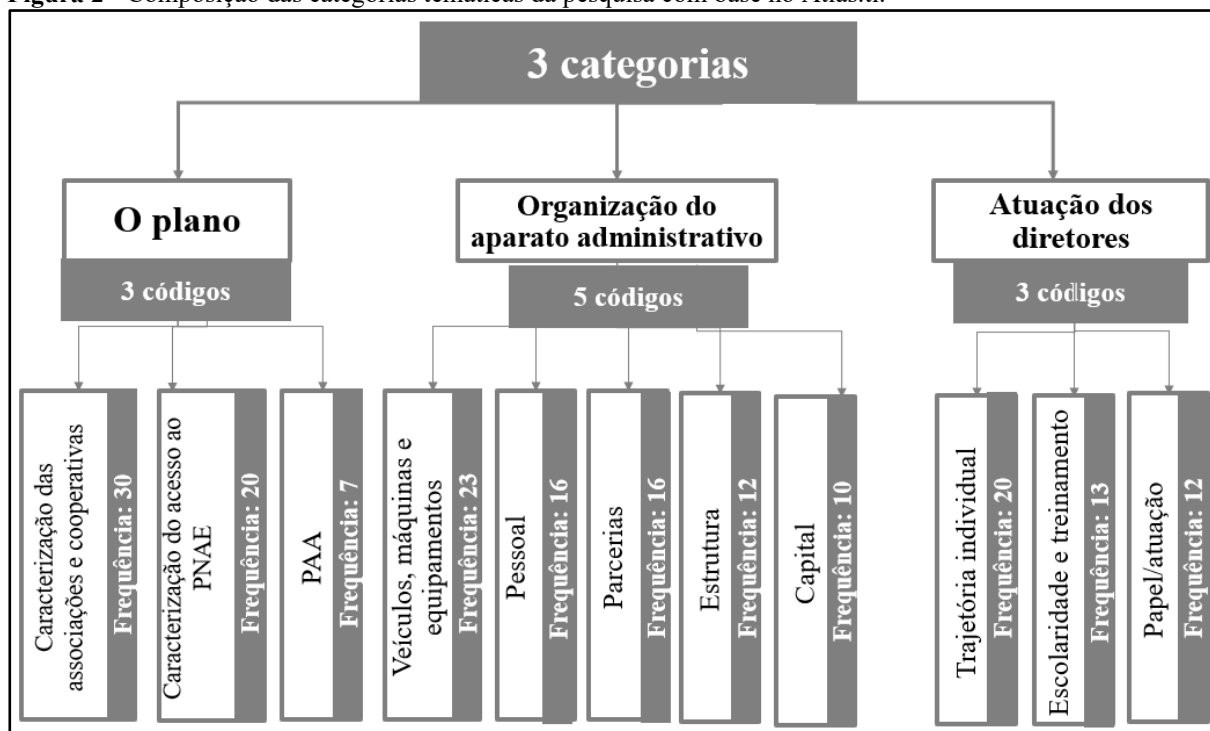 3 categorias
O plano
3 códigos
Organização do
aparato administrativo
5 códigos
Atuação dos
diretores
3 códigos
Caracterização das
associações e cooperativas
Frequência: 30
Caracterização do acesso ao
PNAE
Frequência: 20
PAA
Frequência: 7
Veículos, máquinas e
equipamentos
Frequência: 23
Pessoal
Frequência: 16
Parcerias
Frequência: 16
Estrutura
Frequência: 12
Capital
Frequência: 10
Trajetória individual
Frequência: 20
Escolaridade e treinamento
Frequência: 13
Papel/atuação
Frequência: 12